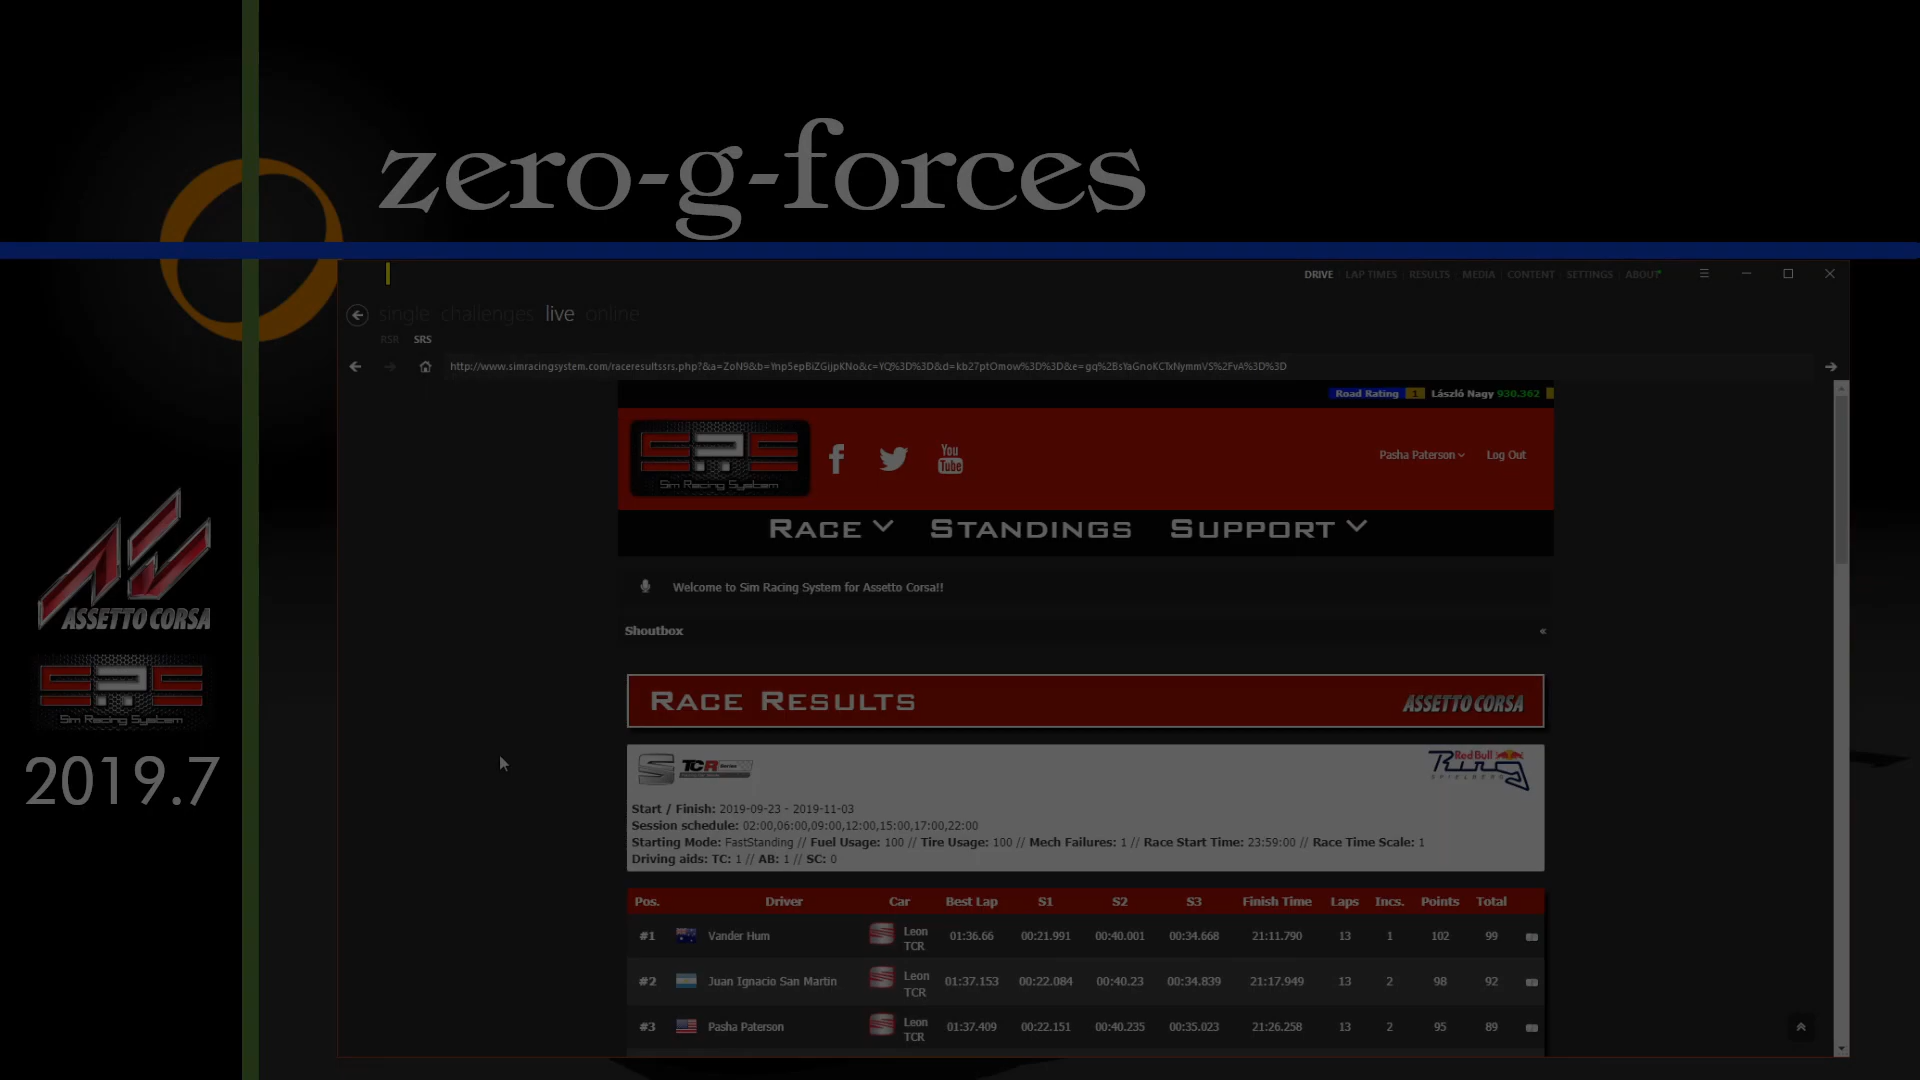 zero-g-forces
DRIVE LAP TIMES RESULTS MEDIA CONTENT SETTINGS ABOUT
single challenges live online
RSR SRS
http://www.simracingsystem.com/raceresultssrs.php?&a=ZoN9&b=Ynp5epBiZGijpKNo&c=YQ%3D%3D&d=kb27ptOmow%3D%3D&e=gq%2BsYaGnoKCTxNymmVS%2FvA%3D%3D
Road Rating 1 László Nagy 930.362
Sim Racing System
You Tube
Pasha Paterson Log Out
RACE STANDINGS SUPPORT
Welcome to Sim Racing System for Assetto Corsa!!
Shoutbox «
RACE RESULTS ASSETTO CORSA
TCR Series
Red Bull Ring SPIELBERG
Start / Finish: 2019-09-23 - 2019-11-03
Session schedule: 02:00,06:00,09:00,12:00,15:00,17:00,22:00
Starting Mode: FastStanding // Fuel Usage: 100 // Tire Usage: 100 // Mech Failures: 1 // Race Start Time: 23:59:00 // Race Time Scale: 1
Driving aids: TC: 1 // AB: 1 // SC: 0
Pos. Driver Car Best Lap S1 S2 S3 Finish Time Laps Incs. Points Total
#1 Vander Hum Leon TCR 01:36.66 00:21.991 00:40.001 00:34.668 21:11.790 13 1 102 99
#2 Juan Ignacio San Martin Leon TCR 01:37.153 00:22.084 00:40.23 00:34.839 21:17.949 13 2 98 92
#3 Pasha Paterson Leon TCR 01:37.409 00:22.151 00:40.235 00:35.023 21:26.258 13 2 95 89
ASSETTO CORSA
Sim Racing System
2019.7